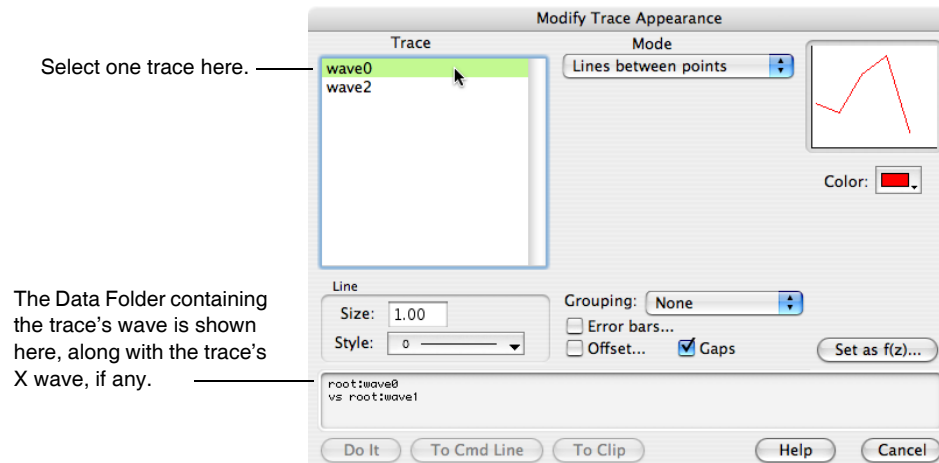 Modify Trace Appearance
Trace
Mode
Select one trace here.
wave0
wave2
Lines between points
Color:
The Data Folder containing
the trace's wave is shown
here, along with the trace's
X wave, if any.
Line
Size: 1.00
Style: 0
Grouping: None
Error bars...
Offset... Gaps
Set as f(z)...
root:wave0
vs root:wave1
Do It To Cmd Line To Clip Help Cancel